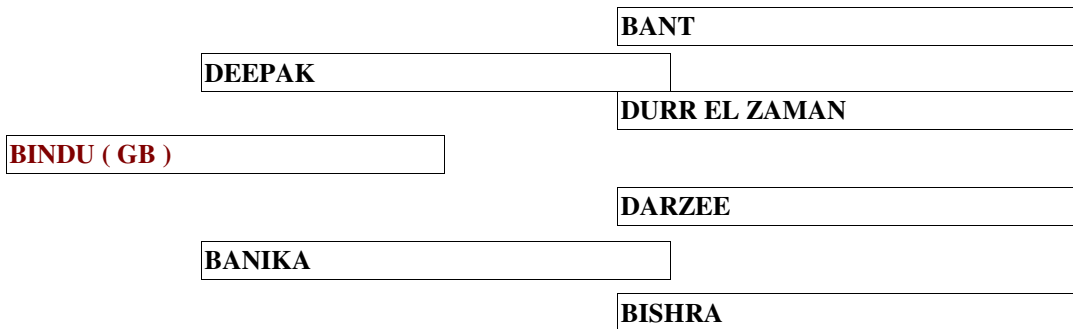 BANT
DEEPAK
DURR EL ZAMAN
BINDU ( GB )
DARZEE
BANIKA
BISHRA